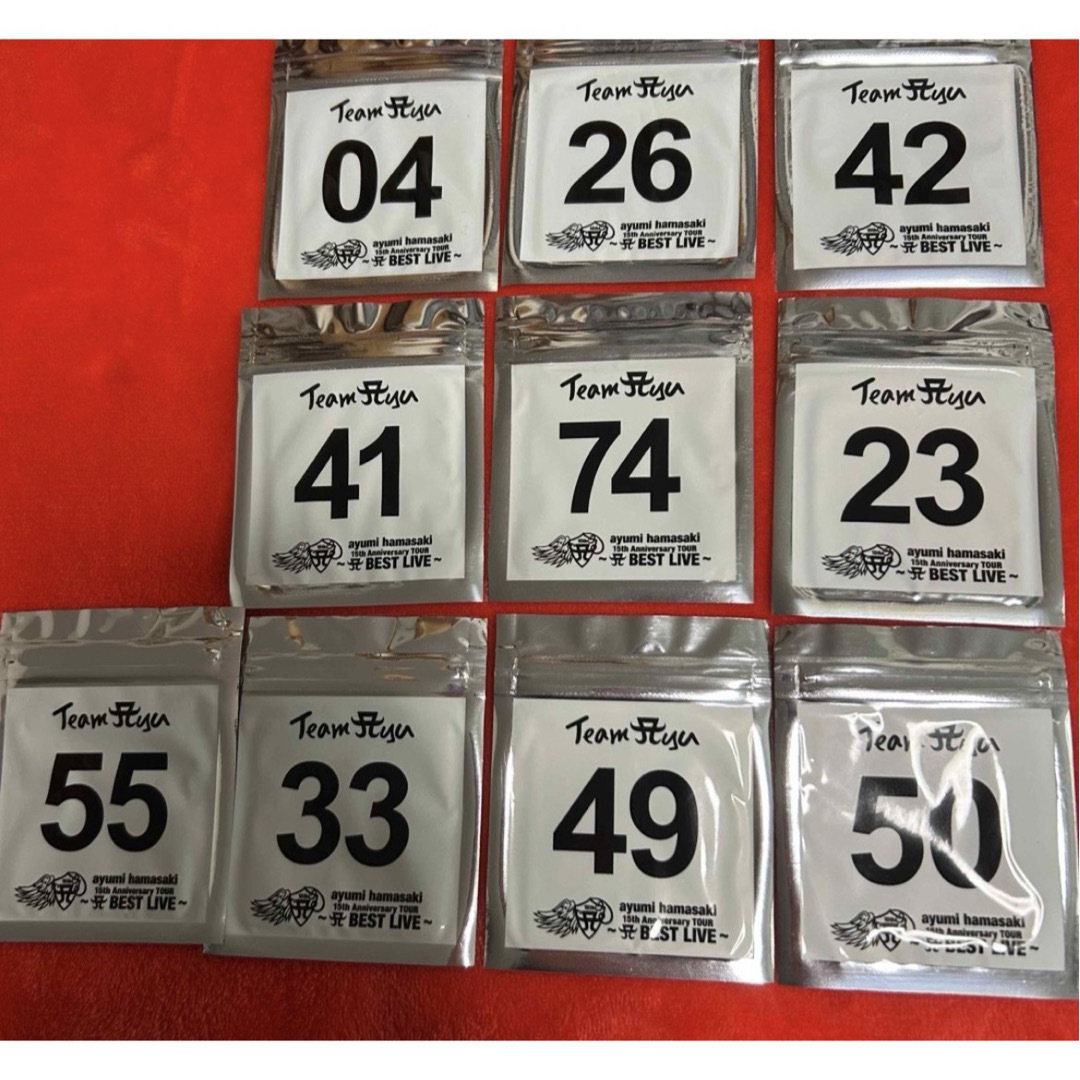 Team Ayu
04
ayumi hamasaki
15th Anniversary TOUR
~ A BEST LIVE ~
Team Ayu
26
ayumi hamasaki
15th Anniversary TOUR
~ A BEST LIVE ~
Team Ayu
42
ayumi hamasaki
15th Anniversary TOUR
~ A BEST LIVE ~
Team Ayu
41
ayumi hamasaki
15th Anniversary TOUR
~ A BEST LIVE ~
Team Ayu
74
ayumi hamasaki
15th Anniversary TOUR
~ A BEST LIVE ~
Team Ayu
23
ayumi hamasaki
15th Anniversary TOUR
~ A BEST LIVE ~
Team Ayu
55
ayumi hamasaki
15th Anniversary TOUR
~ A BEST LIVE ~
Team Ayu
33
ayumi hamasaki
15th Anniversary TOUR
~ A BEST LIVE ~
Team Ayu
49
ayumi hamasaki
15th Anniversary TOUR
~ A BEST LIVE ~
Team Ayu
50
ayumi hamasaki
15th Anniversary TOUR
~ A BEST LIVE ~